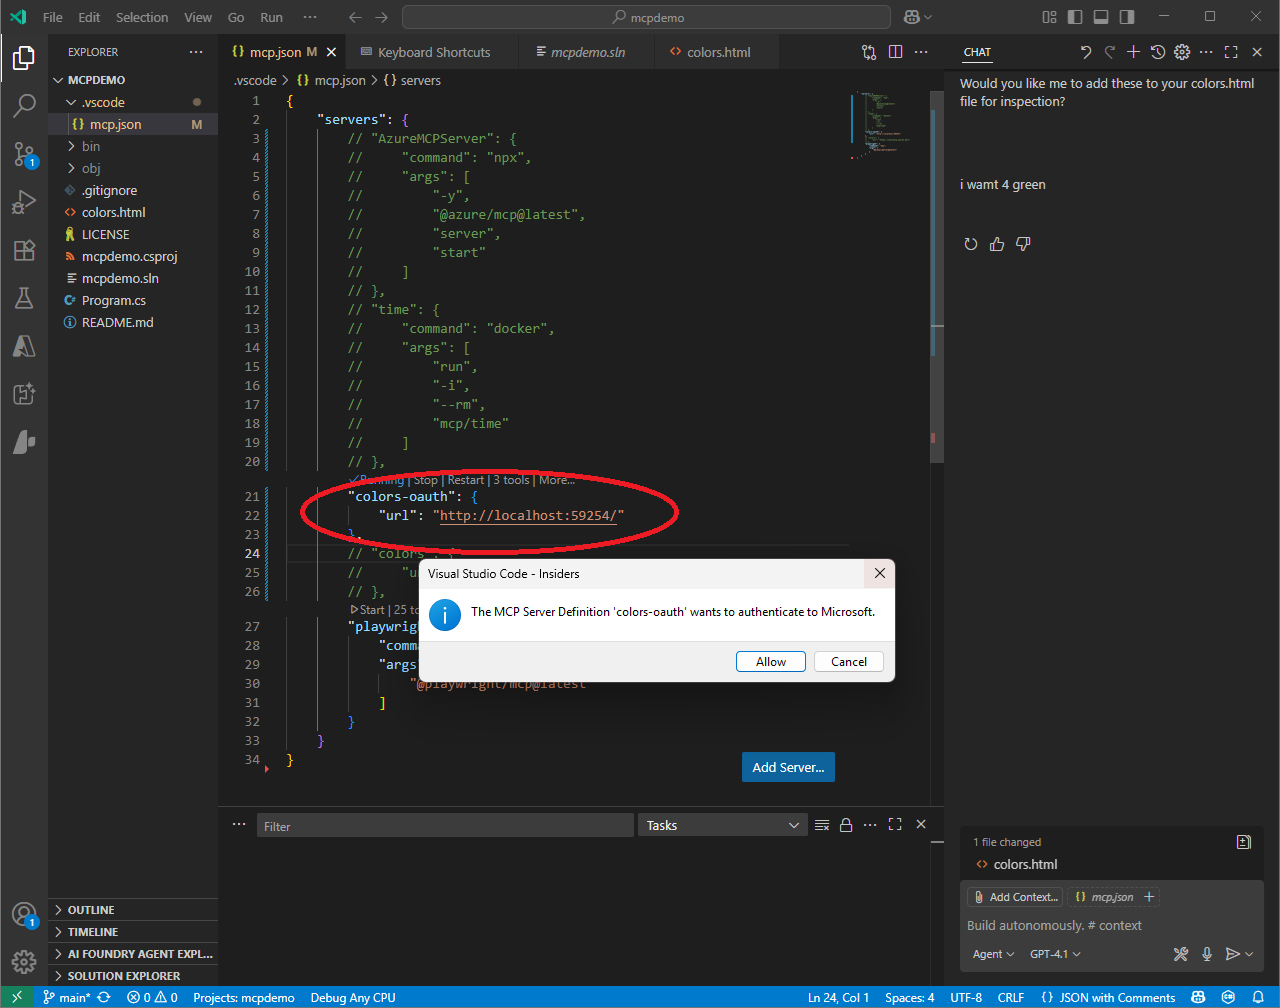 File Edit Selection View Go Run ··· mcpdemo
EXPLORER ···
MCPDEMO
.vscode
{} mcp.json M
bin
obj
.gitignore
<> colors.html
LICENSE
mcpdemo.csproj
mcpdemo.sln
C# Program.cs
README.md
OUTLINE
TIMELINE
AI FOUNDRY AGENT EXPL...
SOLUTION EXPLORER
1
1
{} mcp.json M × Keyboard Shortcuts mcpdemo.sln <> colors.html ···
.vscode > {} mcp.json > {} servers
1 {
2 "servers": {
3 // "AzureMCPServer": {
4 // "command": "npx",
5 // "args": [
6 // "-y",
7 // "@azure/mcp@latest",
8 // "server",
9 // "start"
10 // ]
11 // },
12 // "time": {
13 // "command": "docker",
14 // "args": [
15 // "run",
16 // "-i",
17 // "--rm",
18 // "mcp/time"
19 // ]
20 // },
✓Running | Stop | Restart | 3 tools | More...
21 "colors-oauth": {
22 "url": "http://localhost:59254/"
23 },
24 // "colors": {
25 // "u
26 // },
Start | 25 to
27 "playwrigh
28 "comma
29 "args
30 "@playwright/mcp@latest"
31 ]
32 }
33 }
34 }
Visual Studio Code - Insiders
The MCP Server Definition 'colors-oauth' wants to authenticate to Microsoft.
Allow Cancel
Add Server...
··· Filter Tasks ···
CHAT ···
Would you like me to add these to your colors.html
file for inspection?
i wamt 4 green
1 file changed
<> colors.html
Add Context... {} mcp.json +
Build autonomously. # context
Agent GPT-4.1
main* 0 0 Projects: mcpdemo Debug Any CPU Ln 24, Col 1 Spaces: 4 UTF-8 CRLF {} JSON with Comments